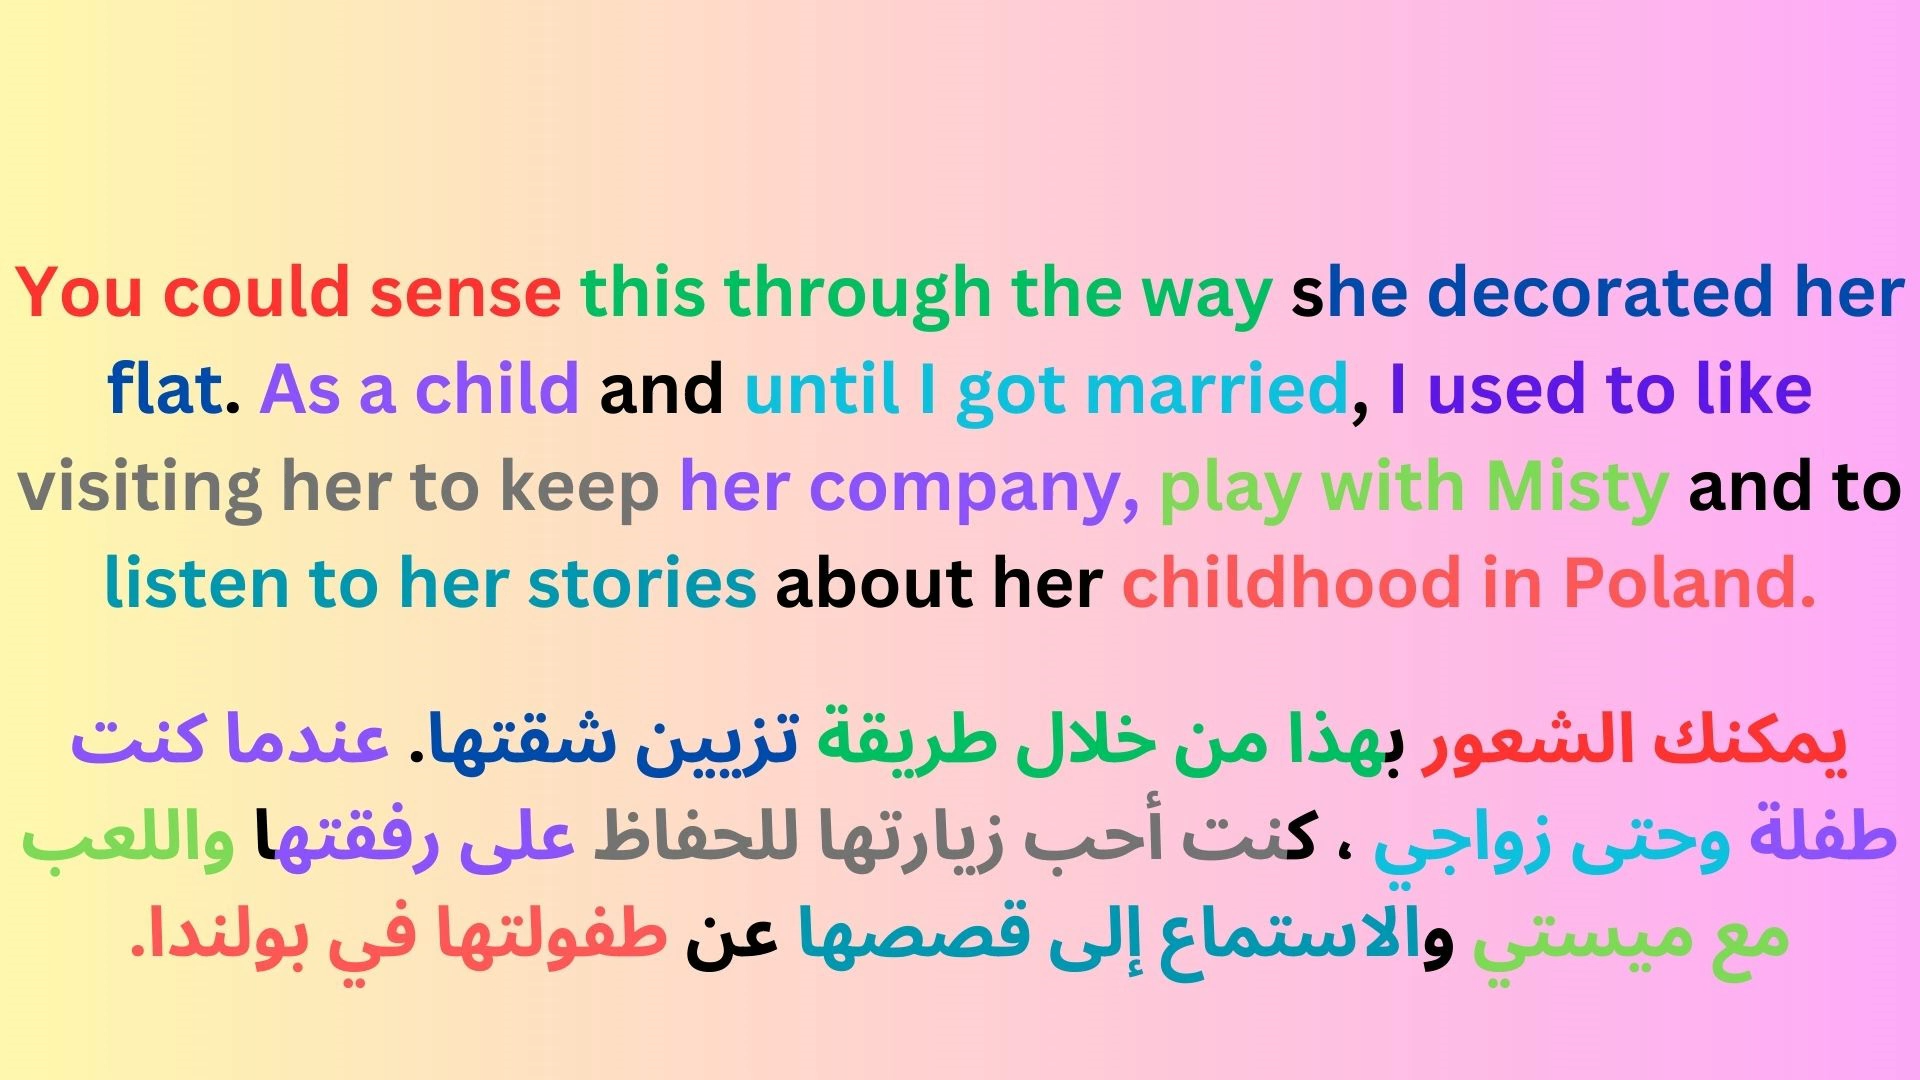 You could sense this through the way she decorated her
flat. As a child and until I got married, I used to like
visiting her to keep her company, play with Misty and to
listen to her stories about her childhood in Poland.
يمكنك الشعور بهذا من خلال طريقة تزيين شقتها. عندما كنت
طفلة وحتى زواجي ، كنت أحب زيارتها للحفاظ على رفقتها واللعب
مع ميستي والاستماع إلى قصصها عن طفولتها في بولندا.